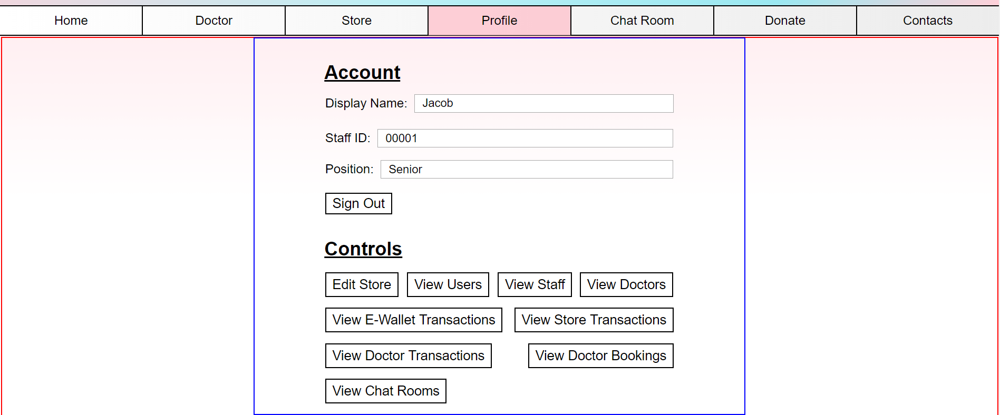 Home Doctor Store Profile Chat Room Donate Contacts
Account
Display Name: Jacob
Staff ID: 00001
Position: Senior
Sign Out
Controls
Edit Store View Users View Staff View Doctors
View E-Wallet Transactions View Store Transactions
View Doctor Transactions View Doctor Bookings
View Chat Rooms